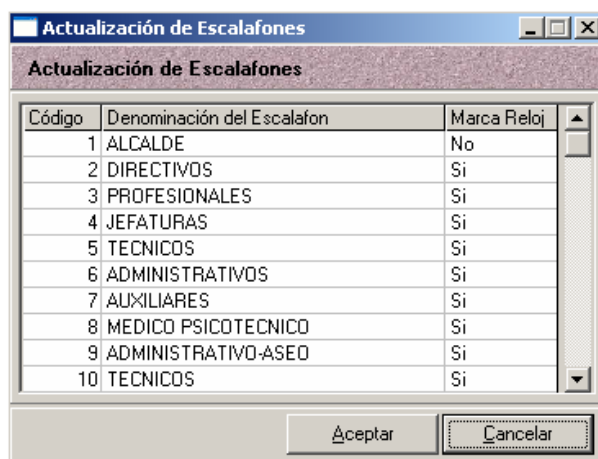 Actualización de Escalafones
Actualización de Escalafones
Código Denominación del Escalafon Marca Reloj
1 ALCALDE No
2 DIRECTIVOS Si
3 PROFESIONALES Si
4 JEFATURAS Si
5 TECNICOS Si
6 ADMINISTRATIVOS Si
7 AUXILIARES Si
8 MEDICO PSICOTECNICO Si
9 ADMINISTRATIVO-ASEO Si
10 TECNICOS Si
Aceptar Cancelar